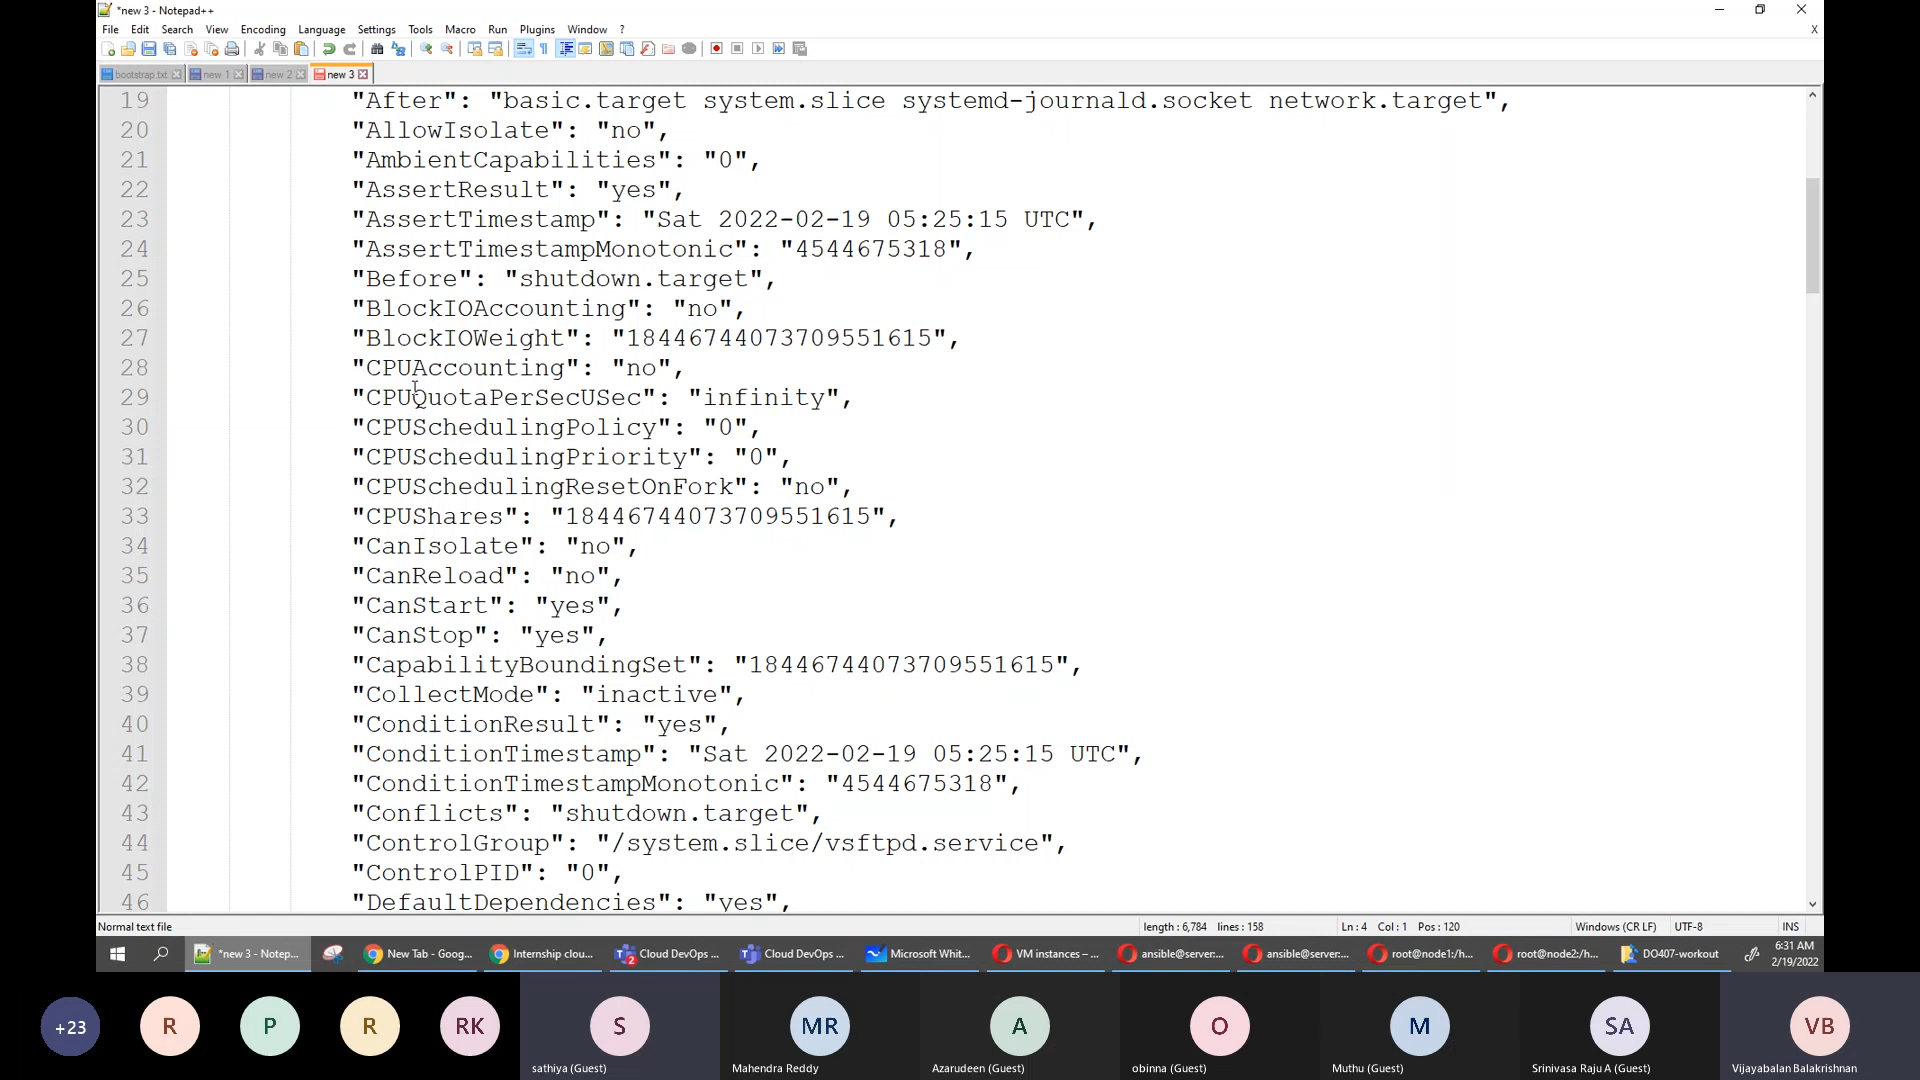 *new 3 - Notepad++
File Edit Search View Encoding Language Settings Tools Macro Run Plugins Window ? X
bootstrap.txt new 1 new 2 new 3
19 "After": "basic.target system.slice systemd-journald.socket network.target",
20 "AllowIsolate": "no",
21 "AmbientCapabilities": "0",
22 "AssertResult": "yes",
23 "AssertTimestamp": "Sat 2022-02-19 05:25:15 UTC",
24 "AssertTimestampMonotonic": "4544675318",
25 "Before": "shutdown.target",
26 "BlockIOAccounting": "no",
27 "BlockIOWeight": "18446744073709551615",
28 "CPUAccounting": "no",
29 "CPUQuotaPerSecUSec": "infinity",
30 "CPUSchedulingPolicy": "0",
31 "CPUSchedulingPriority": "0",
32 "CPUSchedulingResetOnFork": "no",
33 "CPUShares": "18446744073709551615",
34 "CanIsolate": "no",
35 "CanReload": "no",
36 "CanStart": "yes",
37 "CanStop": "yes",
38 "CapabilityBoundingSet": "18446744073709551615",
39 "CollectMode": "inactive",
40 "ConditionResult": "yes",
41 "ConditionTimestamp": "Sat 2022-02-19 05:25:15 UTC",
42 "ConditionTimestampMonotonic": "4544675318",
43 "Conflicts": "shutdown.target",
44 "ControlGroup": "/system.slice/vsftpd.service",
45 "ControlPID": "0",
46 "DefaultDependencies": "yes",
Normal text file length : 6,784 lines : 158 Ln : 4 Col : 1 Pos : 120 Windows (CR LF) UTF-8 INS
*new 3 - Notep... New Tab - Goog... Internship clou... 2 Cloud DevOps ... Cloud DevOps ... Microsoft Whit... VM instances – ... ansible@server:... ansible@server:... root@node1:/h... root@node2:/h... DO407-workout 6:31 AM
2/19/2022
+23 R P R RK S MR A O M SA VB
sathiya (Guest) Mahendra Reddy Azarudeen (Guest) obinna (Guest) Muthu (Guest) Srinivasa Raju A (Guest) Vijayabalan Balakrishnan